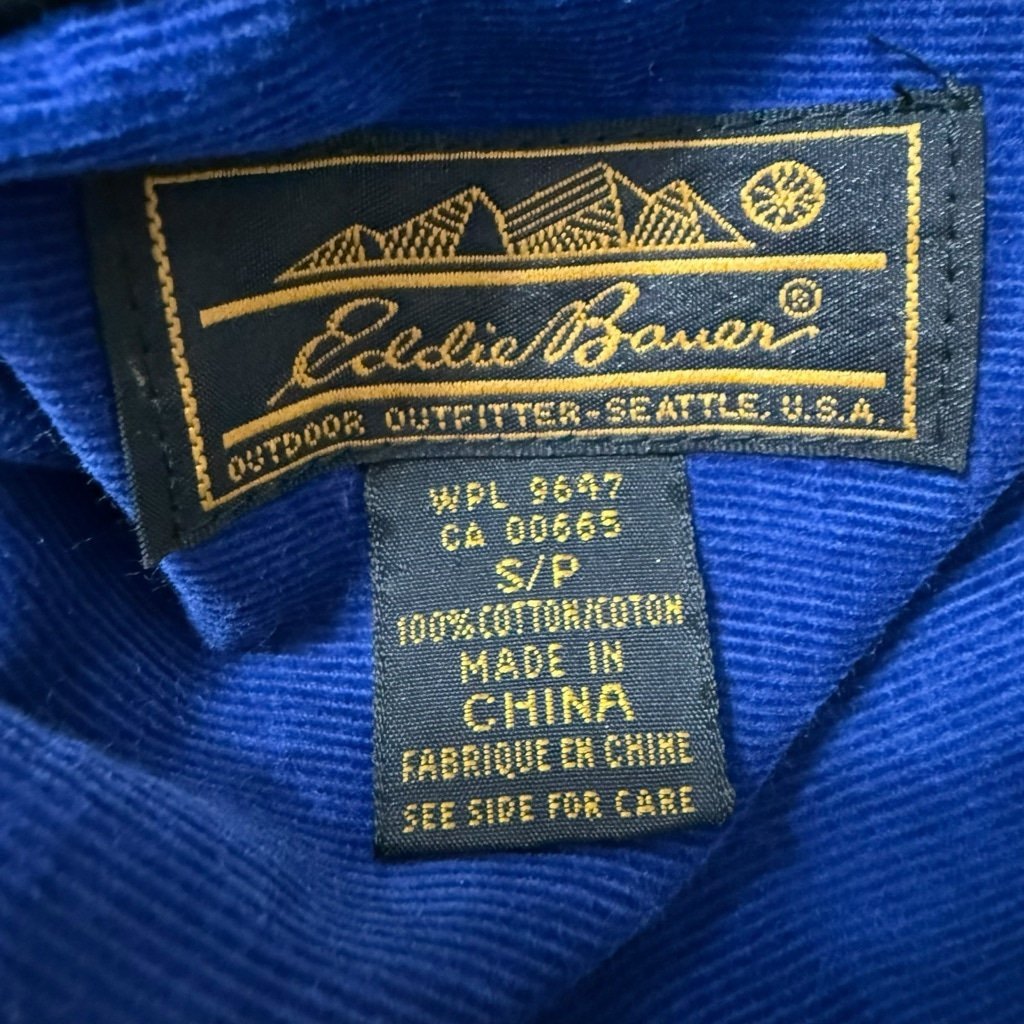 Eddie Bauer®
OUTDOOR OUTFITTER-SEATTLE, U.S.A.
WPL 9647
CA 00665
S/P
100% COTTON/COTON
MADE IN
CHINA
FABRIQUE EN CHINE
SEE SIDE FOR CARE